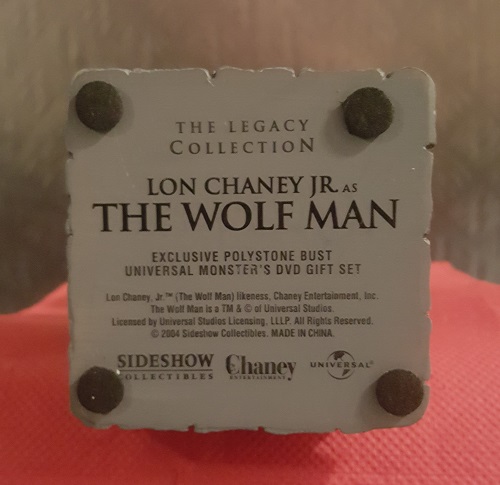 THE LEGACY
COLLECTION
LON CHANEY JR. AS
THE WOLF MAN
EXCLUSIVE POLYSTONE BUST
UNIVERSAL MONSTER'S DVD GIFT SET
Lon Chaney, Jr.™ (The Wolf Man) likeness, Chaney Entertainment, Inc.
The Wolf Man is a TM & © of Universal Studios.
Licensed by Universal Studios Licensing, LLLP. All Rights Reserved.
© 2004 Sideshow Collectibles. MADE IN CHINA.
SIDESHOW Chaney UNIVERSAL®
COLLECTIBLES ENTERTAINMENT